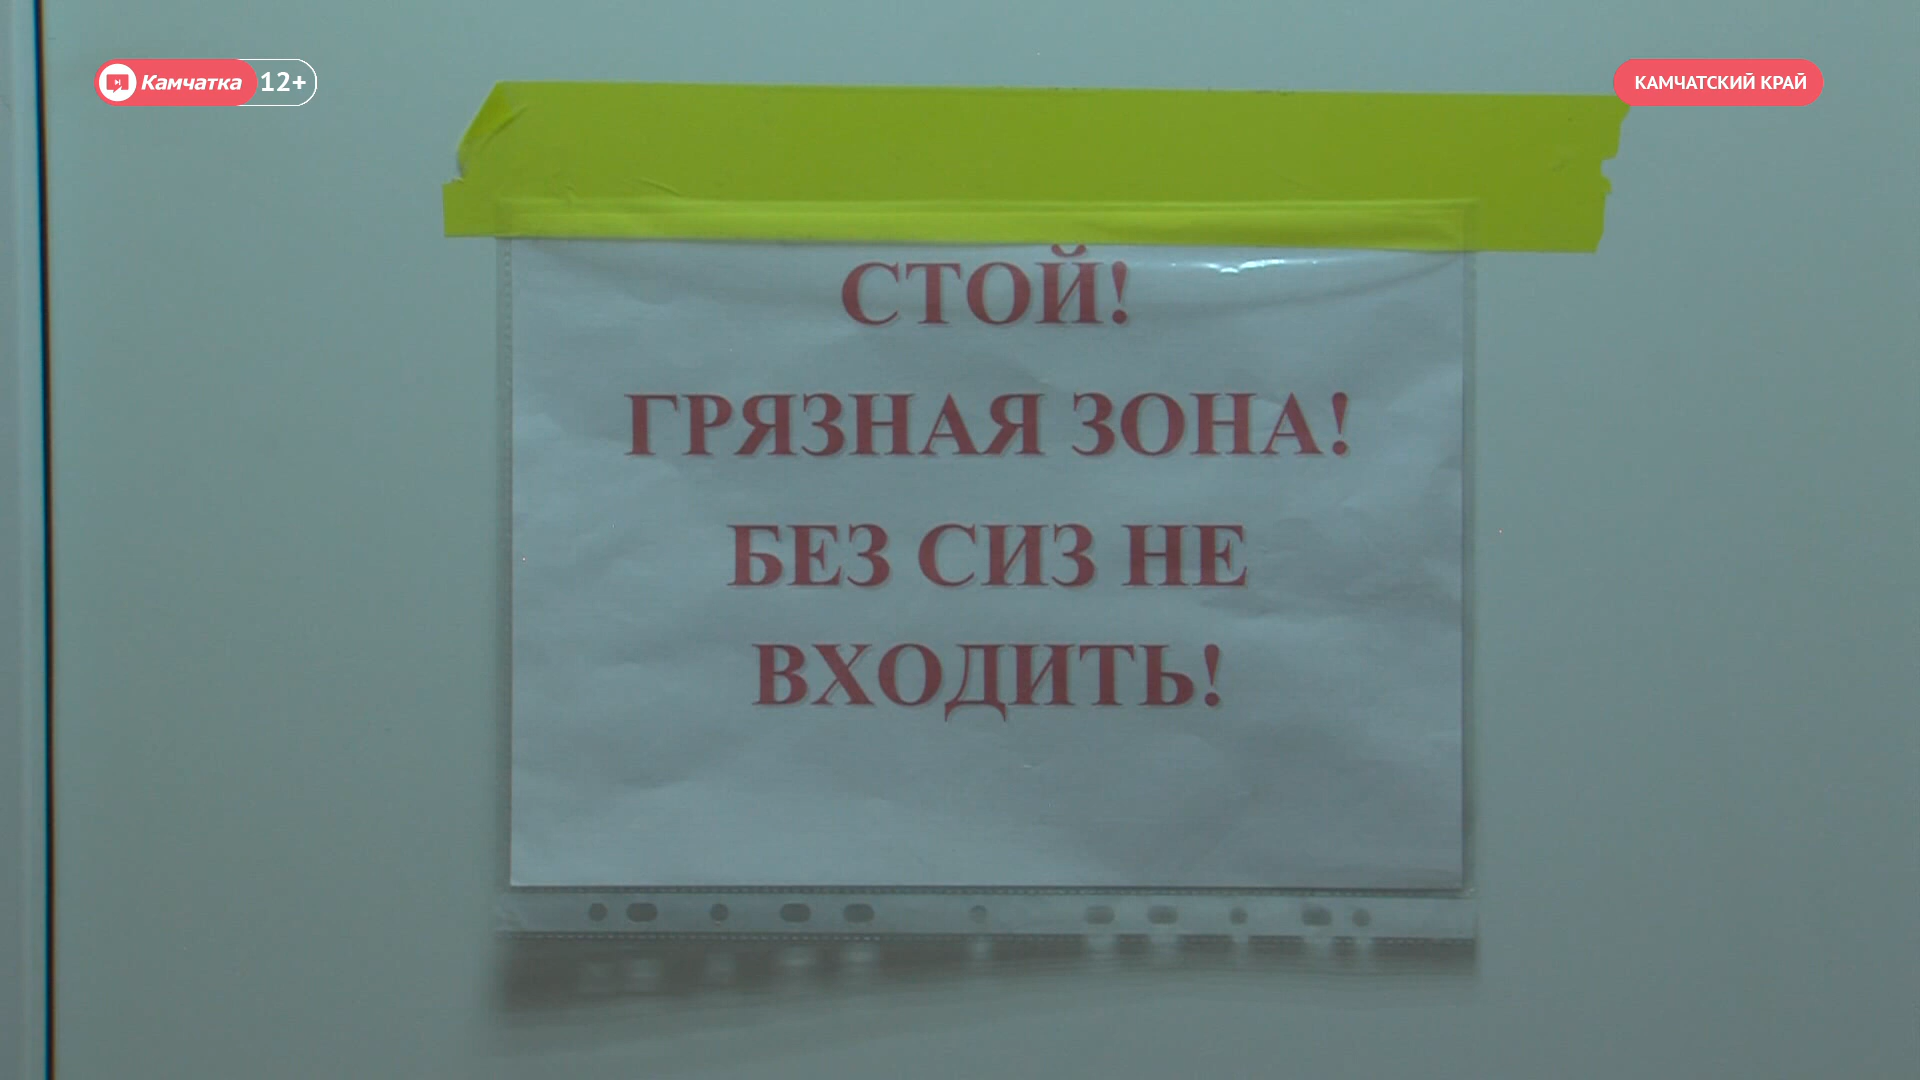 Камчатка 12+
КАМЧАТСКИЙ КРАЙ
СТОЙ!
ГРЯЗНАЯ ЗОНА!
БЕЗ СИЗ НЕ
ВХОДИТЬ!